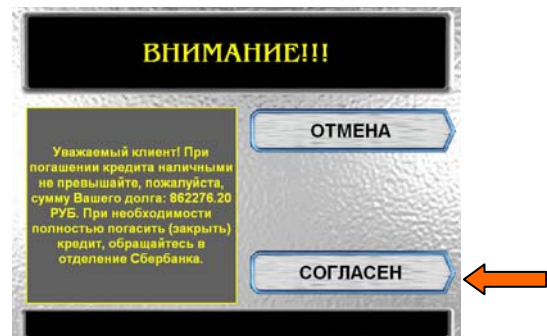 ВНИМАНИЕ!!!
ОТМЕНА
Уважаемый клиент! При
погашении кредита наличными
не превышайте, пожалуйста,
сумму Вашего долга: 862276.20
РУБ. При необходимости
полностью погасить (закрыть)
кредит, обращайтесь в
отделение Сбербанка.
СОГЛАСЕН